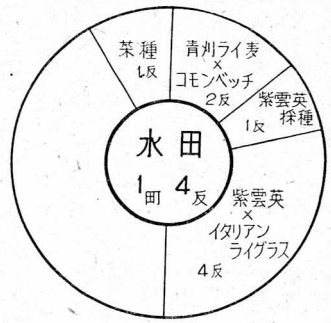 菜種
1反
青刈ライ麦
×
コモンベッチ
2反
紫雲英
採種
1反
水田
1町4反
紫雲英
×
イタリアン
ライグラス
4反